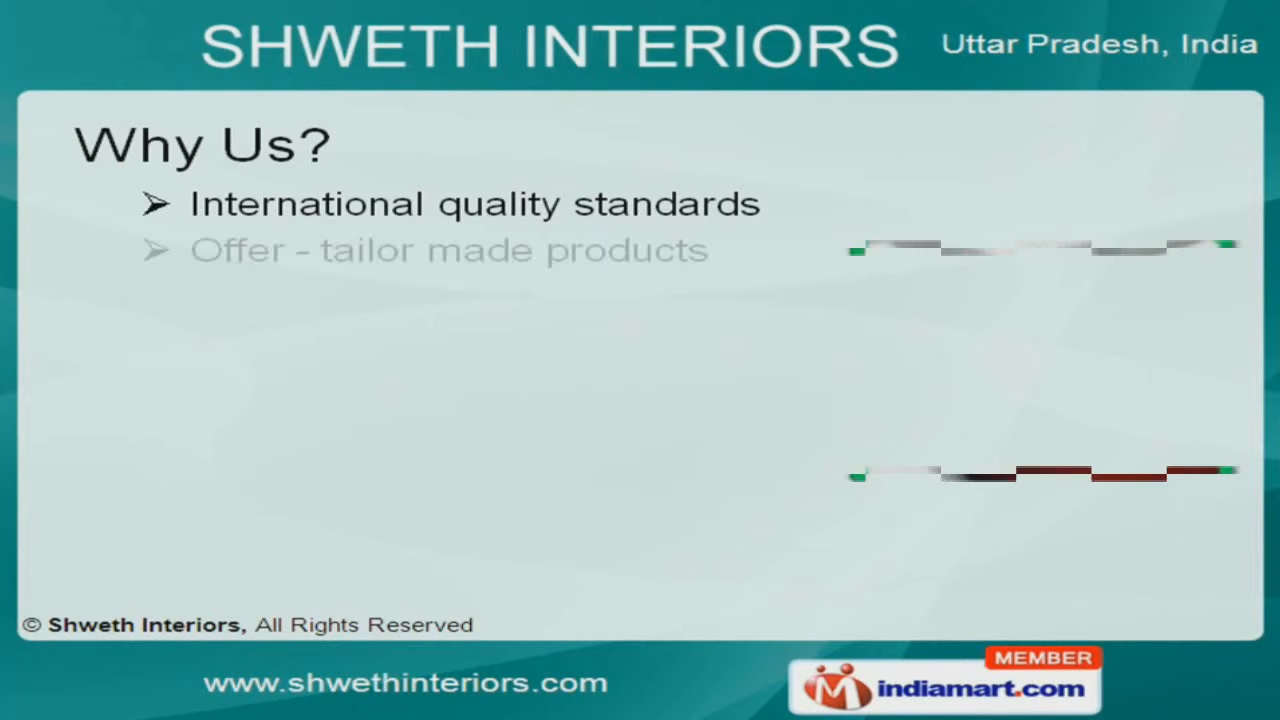 SHWETH INTERIORS
Uttar Pradesh, India
Why Us?
➢ International quality standards
➢ Offer - tailor made products
© Shweth Interiors, All Rights Reserved
www.shwethinteriors.com
MEMBER
indiamart.com